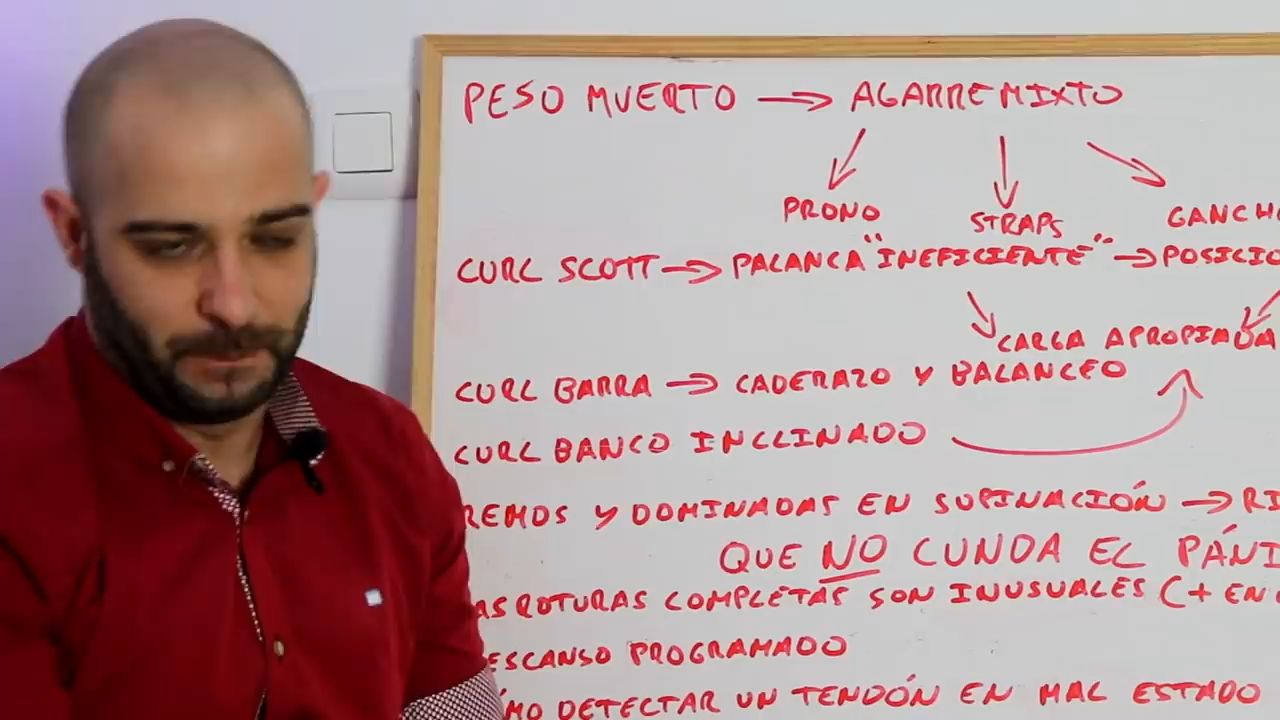 PESO MUERTO → AGARRE MIXTO
PRONO STRAPS GANCH
CURL SCOTT → PALANCA "INEFICIENTE" → POSICIO
CARGA APROPIADA
CURL BARRA → CADERAZO Y BALANCEO
CURL BANCO INCLINADO
REMOS Y DOMINADAS EN SUPINACIÓN → RI
QUE NO CUNDA EL PÁNI
AS ROTURAS COMPLETAS SON INUSUALES (+ EN
ESCANSO PROGRAMADO
MO DETECTAR UN TENDÓN EN MAL ESTADO